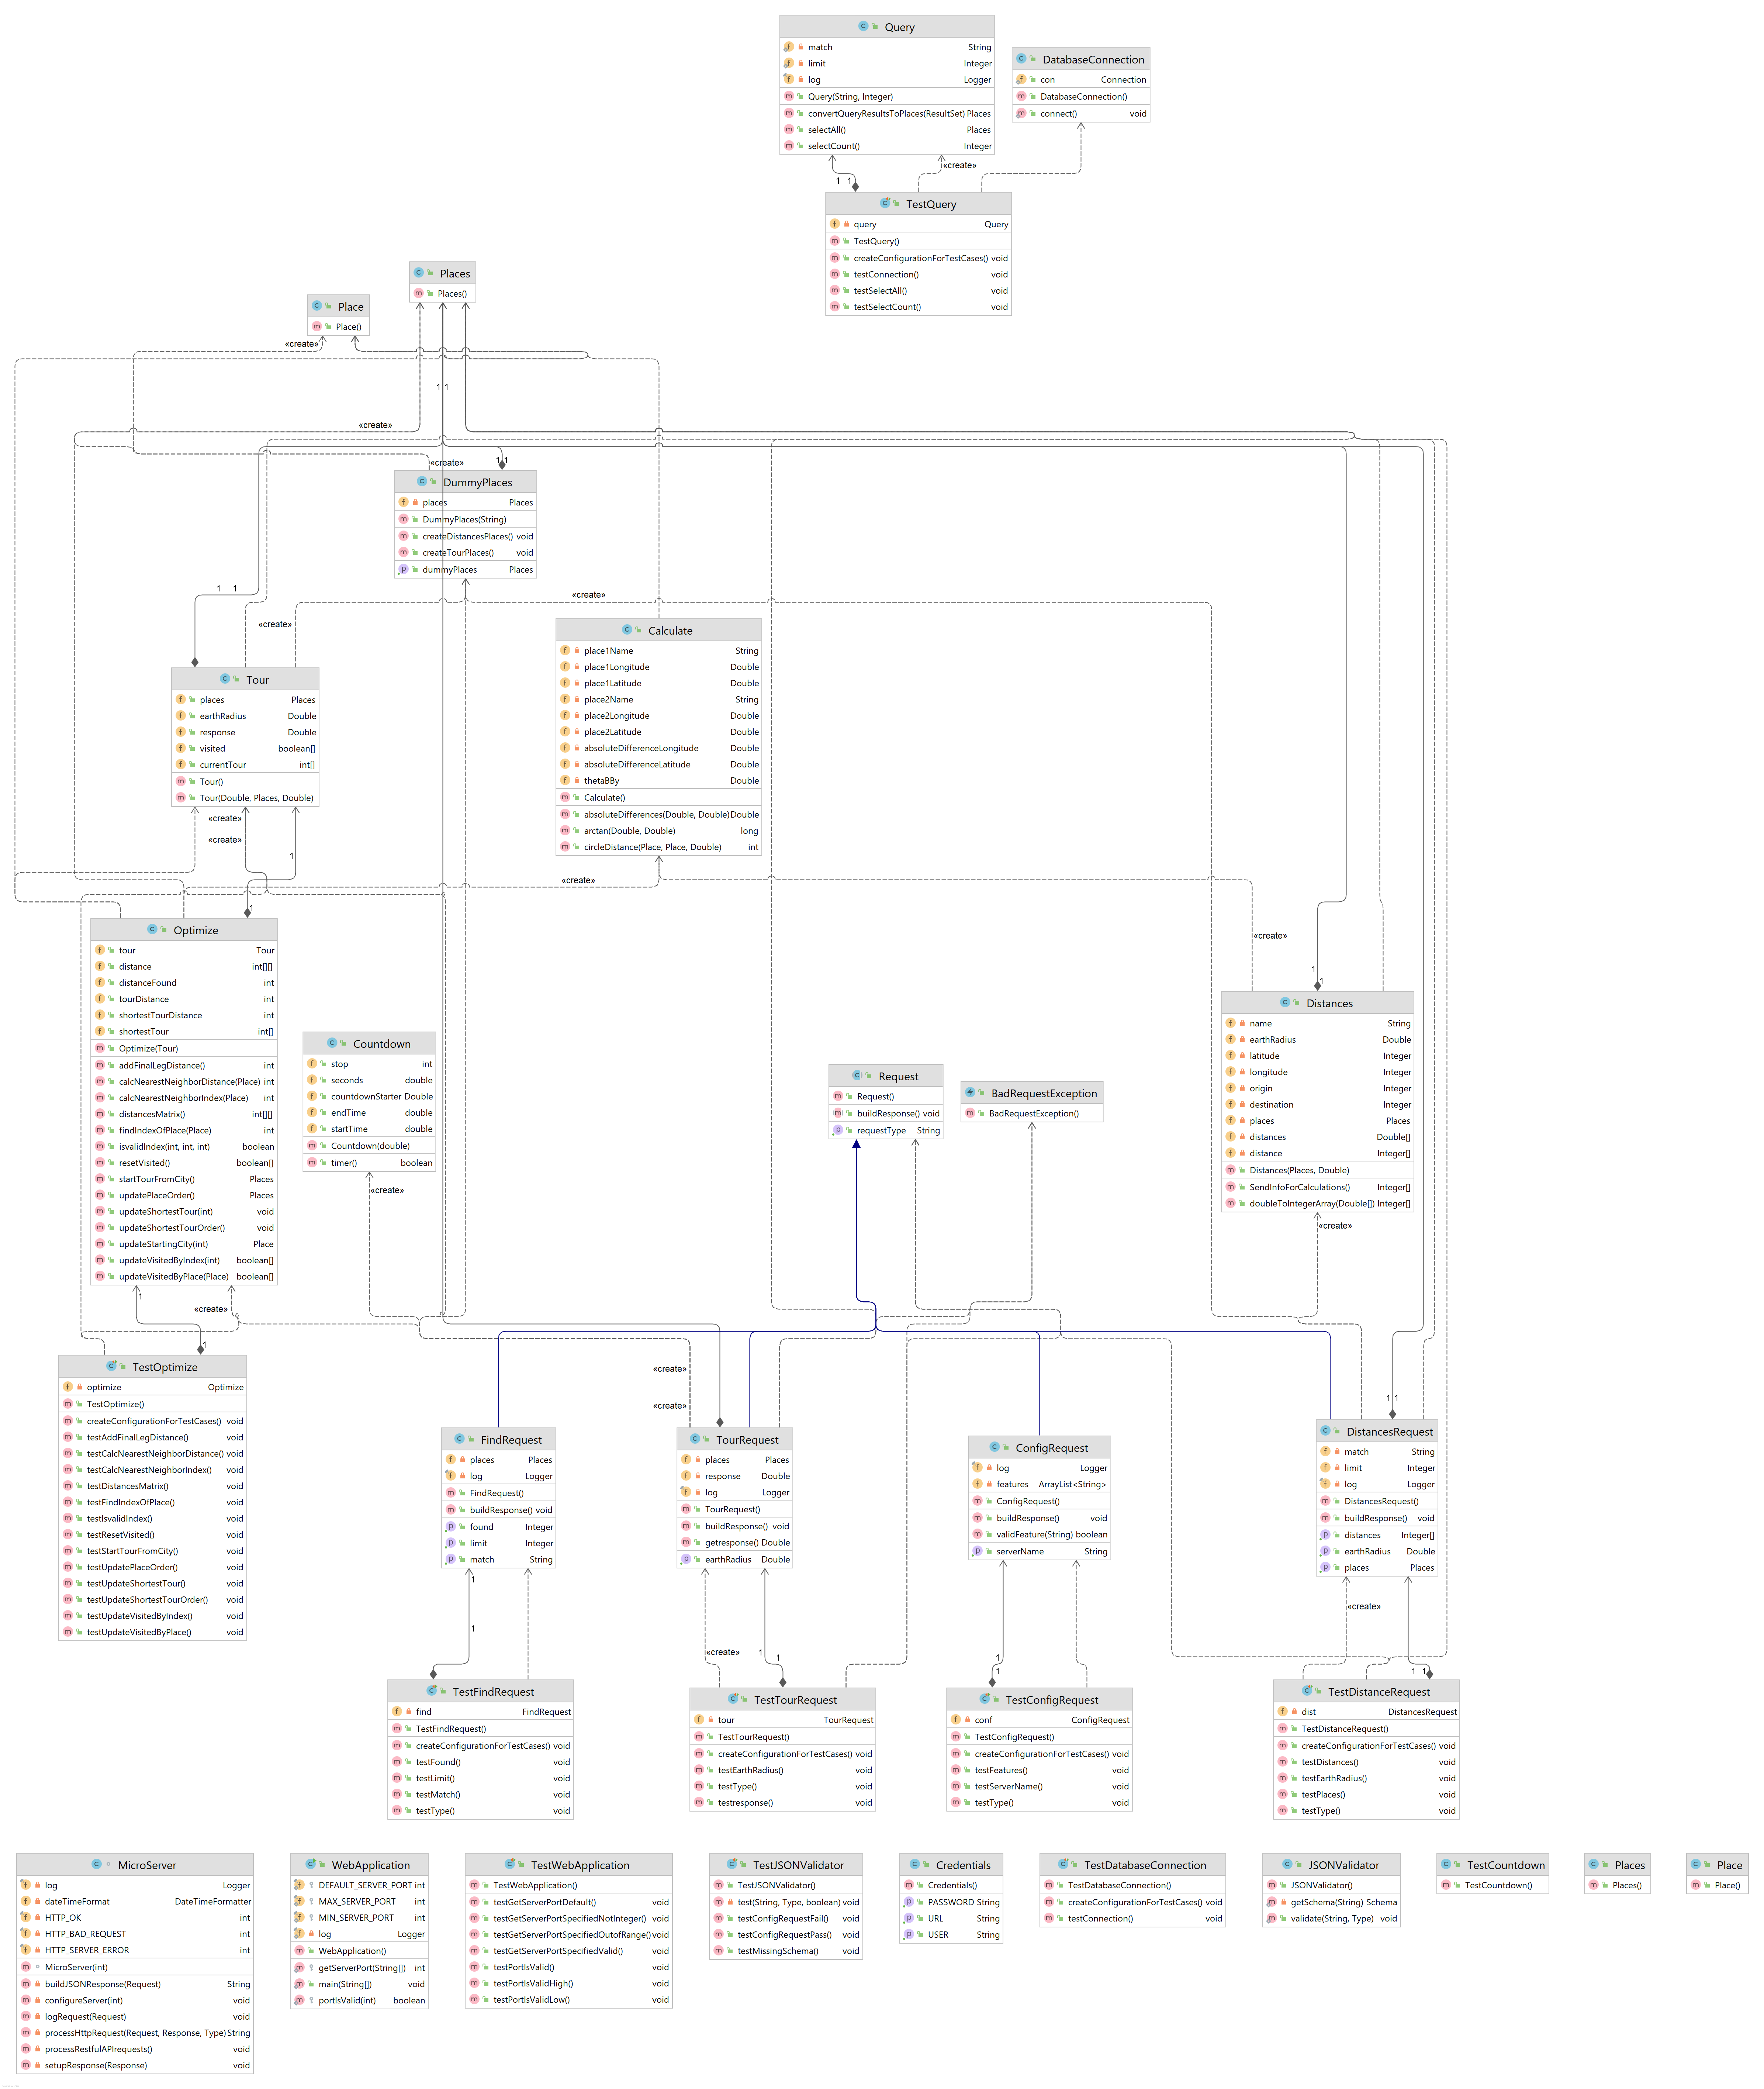 Query
match String
limit Integer
log Logger
Query(String, Integer)
convertQueryResultsToPlaces(ResultSet) Places
selectAll() Places
selectCount() Integer
DatabaseConnection
con Connection
DatabaseConnection()
connect() void
1 1
«create»
TestQuery
query Query
TestQuery()
createConfigurationForTestCases() void
testConnection() void
testSelectAll() void
testSelectCount() void
Places
Places()
Place
Place()
«create»
1 1
«create»
«create»
1 1
DummyPlaces
places Places
DummyPlaces(String)
createDistancesPlaces() void
createTourPlaces() void
dummyPlaces Places
1 1
«create»
«create»
Calculate
place1Name String
place1Longitude Double
place1Latitude Double
place2Name String
place2Longitude Double
place2Latitude Double
absoluteDifferenceLongitude Double
absoluteDifferenceLatitude Double
thetaBBy Double
Calculate()
absoluteDifferences(Double, Double) Double
arctan(Double, Double) long
circleDistance(Place, Place, Double) int
Tour
places Places
earthRadius Double
response Double
visited boolean[]
currentTour int[]
Tour()
Tour(Double, Places, Double)
«create»
«create»
1
«create»
1
«create»
Optimize
tour Tour
distance int[][]
distanceFound int
tourDistance int
shortestTourDistance int
shortestTour int[]
Optimize(Tour)
addFinalLegDistance() int
calcNearestNeighborDistance(Place) int
calcNearestNeighborIndex(Place) int
distancesMatrix() int[][]
findIndexOfPlace(Place) int
isvalidIndex(int, int, int) boolean
resetVisited() boolean[]
startTourFromCity() Places
updatePlaceOrder() Places
updateShortestTour(int) void
updateShortestTourOrder() void
updateStartingCity(int) Place
updateVisitedByIndex(int) boolean[]
updateVisitedByPlace(Place) boolean[]
1
1
Distances
name String
earthRadius Double
latitude Integer
longitude Integer
origin Integer
destination Integer
places Places
distances Double[]
distance Integer[]
Distances(Places, Double)
SendInfoForCalculations() Integer[]
doubleToIntegerArray(Double[]) Integer[]
«create»
Countdown
stop int
seconds double
countdownStarter Double
endTime double
startTime double
Countdown(double)
timer() boolean
«create»
Request
Request()
buildResponse() void
requestType String
BadRequestException
BadRequestException()
1
«create»
1
TestOptimize
optimize Optimize
TestOptimize()
createConfigurationForTestCases() void
testAddFinalLegDistance() void
testCalcNearestNeighborDistance() void
testCalcNearestNeighborIndex() void
testDistancesMatrix() void
testFindIndexOfPlace() void
testIsvalidIndex() void
testResetVisited() void
testStartTourFromCity() void
testUpdatePlaceOrder() void
testUpdateShortestTour() void
testUpdateShortestTourOrder() void
testUpdateVisitedByIndex() void
testUpdateVisitedByPlace() void
«create»
«create»
1 1
FindRequest
places Places
log Logger
FindRequest()
buildResponse() void
found Integer
limit Integer
match String
TourRequest
places Places
response Double
log Logger
TourRequest()
buildResponse() void
getresponse() Double
earthRadius Double
ConfigRequest
log Logger
features ArrayList<String>
ConfigRequest()
buildResponse() void
validFeature(String) boolean
serverName String
DistancesRequest
match String
limit Integer
log Logger
DistancesRequest()
buildResponse() void
distances Integer[]
earthRadius Double
places Places
1
1
«create»
1
1
1
1
«create»
1 1
TestFindRequest
find FindRequest
TestFindRequest()
createConfigurationForTestCases() void
testFound() void
testLimit() void
testMatch() void
testType() void
TestTourRequest
tour TourRequest
TestTourRequest()
createConfigurationForTestCases() void
testEarthRadius() void
testType() void
testresponse() void
TestConfigRequest
conf ConfigRequest
TestConfigRequest()
createConfigurationForTestCases() void
testFeatures() void
testServerName() void
testType() void
TestDistanceRequest
dist DistancesRequest
TestDistanceRequest()
createConfigurationForTestCases() void
testDistances() void
testEarthRadius() void
testPlaces() void
testType() void
MicroServer
log Logger
dateTimeFormat DateTimeFormatter
HTTP_OK int
HTTP_BAD_REQUEST int
HTTP_SERVER_ERROR int
MicroServer(int)
buildJSONResponse(Request) String
configureServer(int) void
logRequest(Request) void
processHttpRequest(Request, Response, Type) String
processRestfulAPIrequests() void
setupResponse(Response) void
WebApplication
DEFAULT_SERVER_PORT int
MAX_SERVER_PORT int
MIN_SERVER_PORT int
log Logger
WebApplication()
getServerPort(String[]) int
main(String[]) void
portIsValid(int) boolean
TestWebApplication
TestWebApplication()
testGetServerPortDefault() void
testGetServerPortSpecifiedNotInteger() void
testGetServerPortSpecifiedOutofRange() void
testGetServerPortSpecifiedValid() void
testPortIsValid() void
testPortIsValidHigh() void
testPortIsValidLow() void
TestJSONValidator
TestJSONValidator()
test(String, Type, boolean) void
testConfigRequestFail() void
testConfigRequestPass() void
testMissingSchema() void
Credentials
Credentials()
PASSWORD String
URL String
USER String
TestDatabaseConnection
TestDatabaseConnection()
createConfigurationForTestCases() void
testConnection() void
JSONValidator
JSONValidator()
getSchema(String) Schema
validate(String, Type) void
TestCountdown
TestCountdown()
Places
Places()
Place
Place()